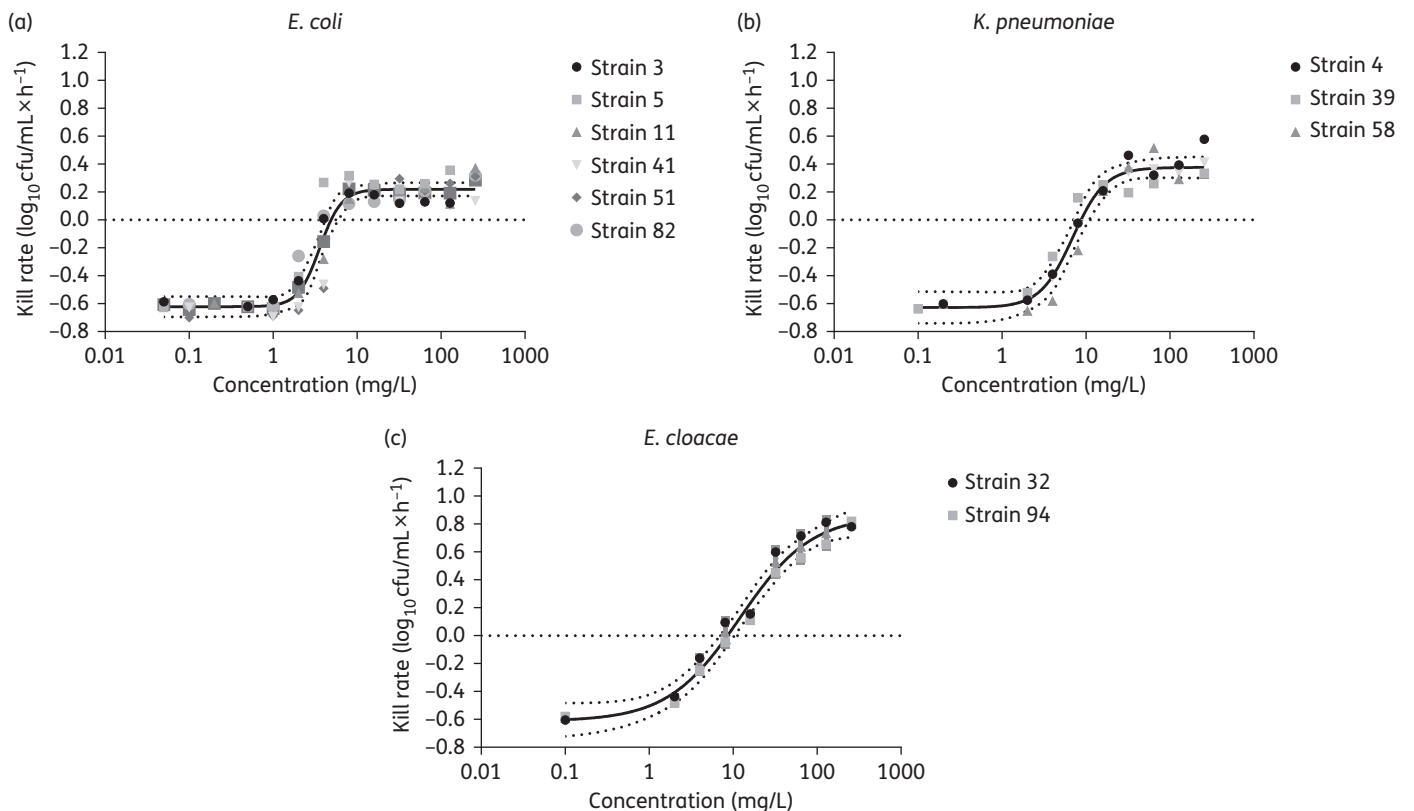 (a)
E. coli
1.2
1.0
0.8
0.6
0.4
0.2
0.0
–0.2
–0.4
–0.6
–0.8
Kill rate (log10 cfu/mL × h−1)
0.01 0.1 1 10 100 1000
Concentration (mg/L)
Strain 3
Strain 5
Strain 11
Strain 41
Strain 51
Strain 82
(b)
K. pneumoniae
1.2
1.0
0.8
0.6
0.4
0.2
0.0
–0.2
–0.4
–0.6
–0.8
Kill rate (log10 cfu/mL × h−1)
0.01 0.1 1 10 100 1000
Concentration (mg/L)
Strain 4
Strain 39
Strain 58
(c)
E. cloacae
1.2
1.0
0.8
0.6
0.4
0.2
0.0
–0.2
–0.4
–0.6
–0.8
Kill rate (log10 cfu/mL × h−1)
0.01 0.1 1 10 100 1000
Concentration (mg/L)
Strain 32
Strain 94